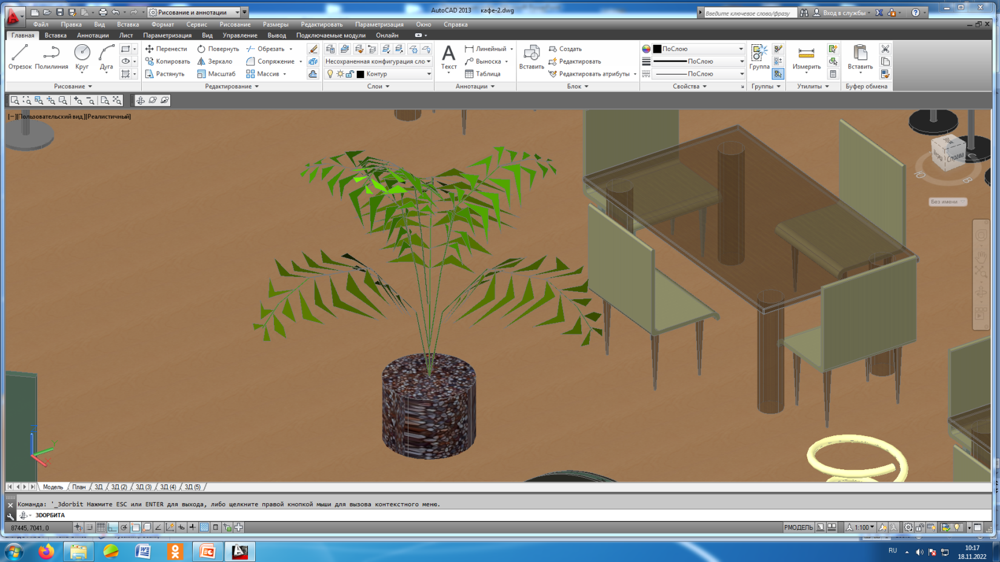 Рисование и аннотации
AutoCAD 2013 кафе-2.dwg
Введите ключевое слово/фразу
Вход в службы
Файл Правка Вид Вставка Формат Сервис Рисование Размеры Редактировать Параметризация Окно Справка
Главная Вставка Аннотации Лист Параметризация Вид Управление Вывод Подключаемые модули Онлайн
Отрезок Полилиния Круг Дуга
Перенести Повернуть Обрезать
Копировать Зеркало Сопряжение
Растянуть Масштаб Массив
Несохраненная конфигурация сло
Контур
Текст
Линейный
Выноска
Таблица
Вставить
Создать
Редактировать
Редактировать атрибуты
ПоСлою
ПоСлою
ПоСлою
Группа
Измерить
Вставить
Рисование Редактирование Слои Аннотации Блок Свойства Группы Утилиты Буфер обмена
[−][Пользовательский вид][Реалистичный]
Справа
Ю
В
Без имени
Y
X
Модель План 3Д 3Д (2) 3Д (3) 3Д (4) 3Д (5)
Команда: '_3dorbit Нажмите ESC или ENTER для выхода, либо щелкните правой кнопкой мыши для вызова контекстного меню.
3DОРБИТА
87445, 7041, 0
РМОДЕЛЬ
1:100
RU
10:17
18.11.2022